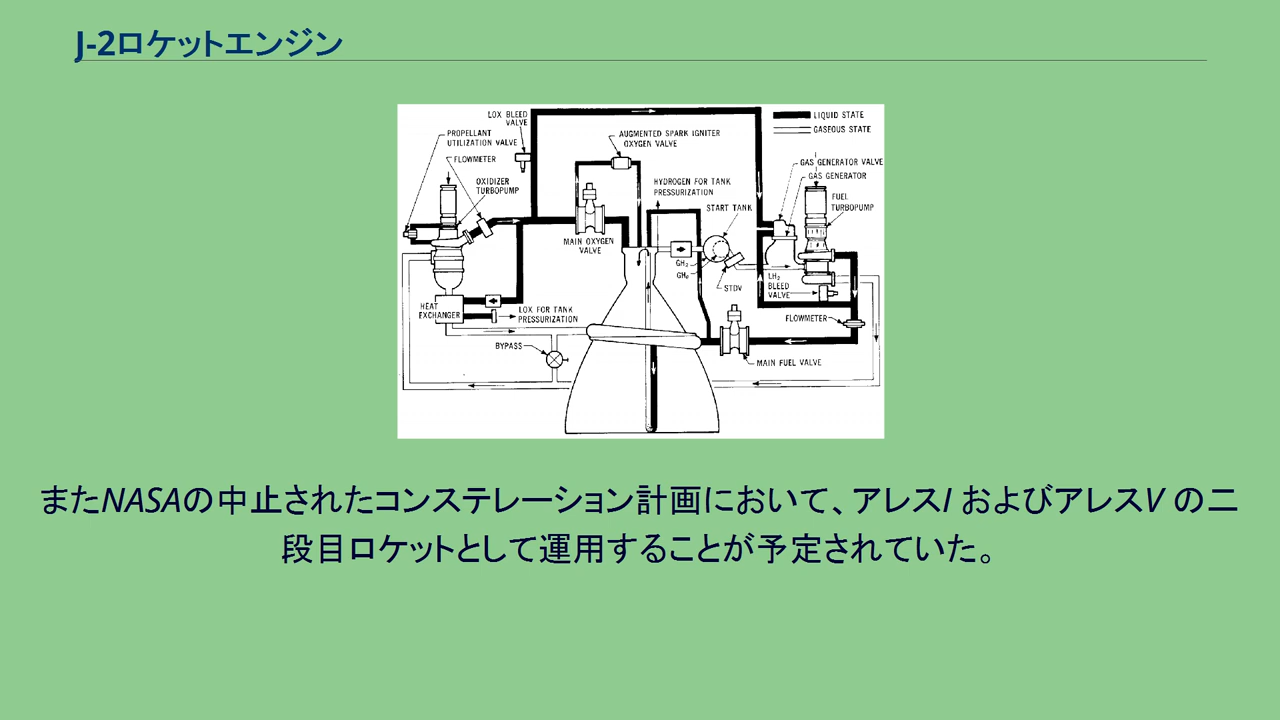 J-2ロケットエンジン
LOX BLEED
VALVE
PROPELLANT
UTILIZATION VALVE
FLOWMETER
OXIDIZER
TURBOPUMP
AUGMENTED SPARK IGNITER
OXYGEN VALVE
LIQUID STATE
GASEOUS STATE
GAS GENERATOR VALVE
GAS GENERATOR
FUEL
TURBOPUMP
HYDROGEN FOR TANK
PRESSURIZATION
START TANK
MAIN OXYGEN
VALVE
GH₂
STDV
LH₂
BLEED
VALVE
HEAT
EXCHANGER
LOX FOR TANK
PRESSURIZATION
FLOWMETER
BYPASS
MAIN FUEL VALVE
またNASAの中止されたコンステレーション計画において、アレスI およびアレスV の二
段目ロケットとして運用することが予定されていた。